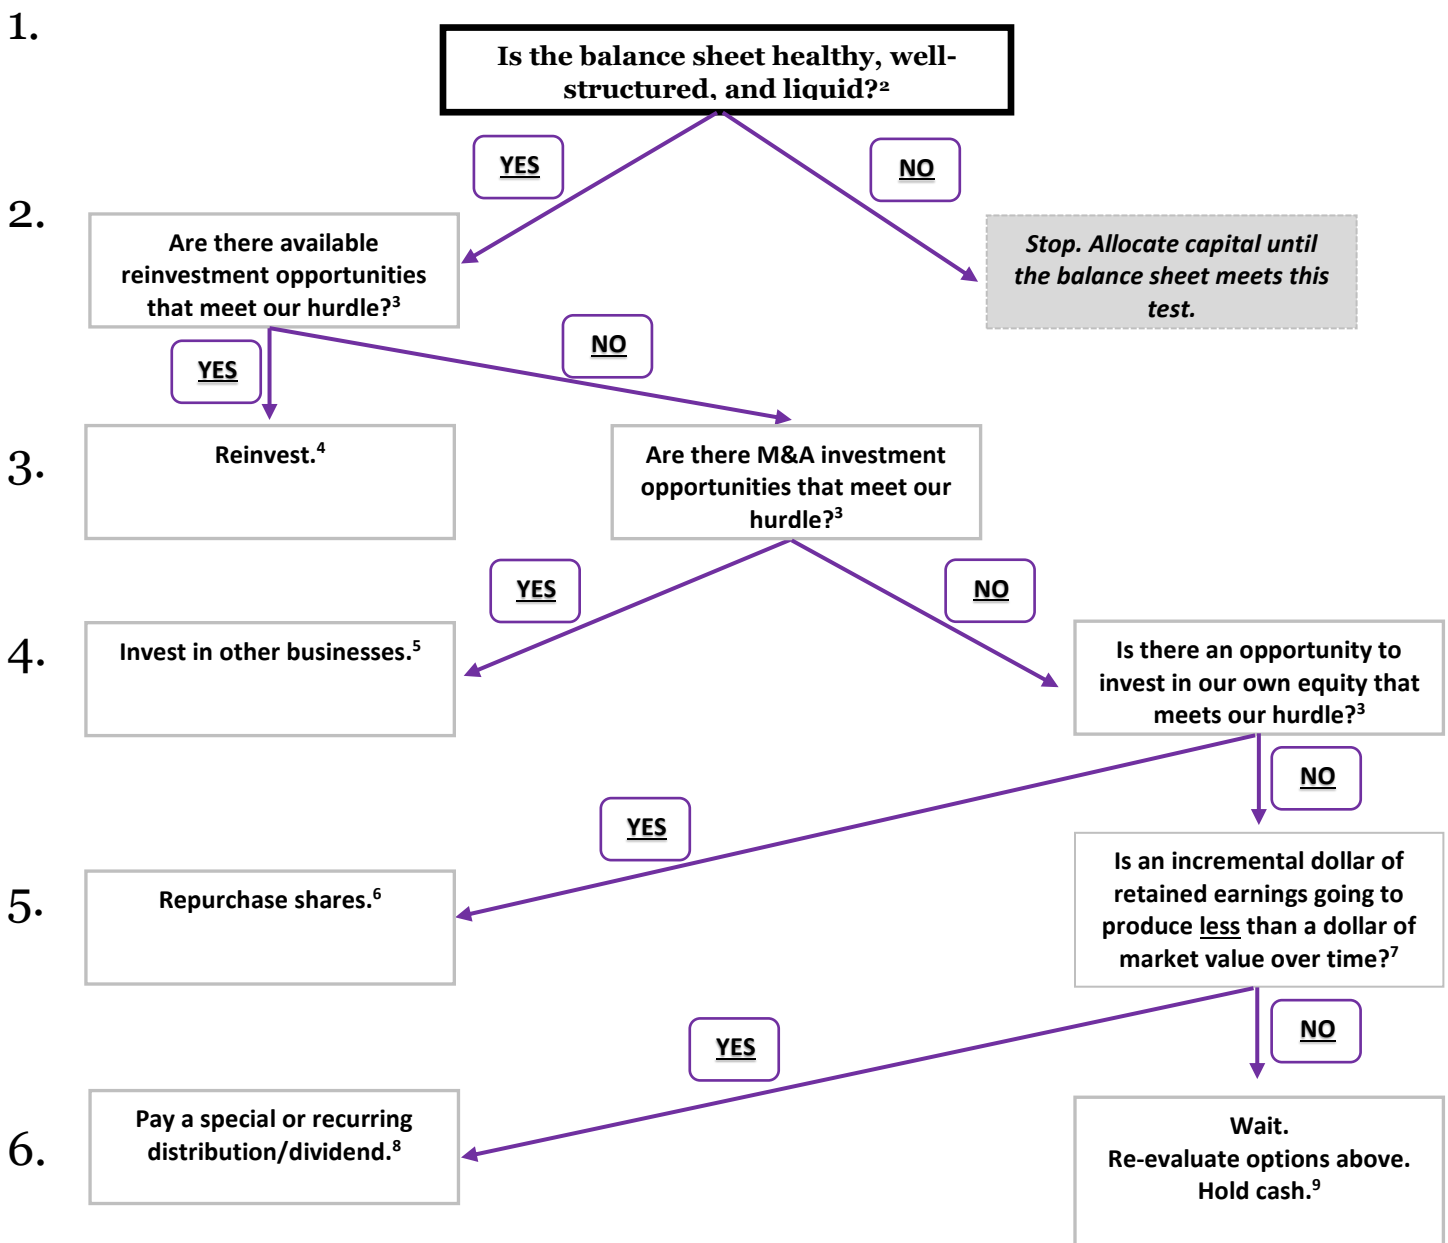 1.
Is the balance sheet healthy, well-
structured, and liquid?²
YES
NO
2.
Are there available
reinvestment opportunities
that meet our hurdle?³
Stop. Allocate capital until
the balance sheet meets this
test.
YES
NO
3.
Reinvest.⁴
Are there M&A investment
opportunities that meet our
hurdle?³
YES
NO
4.
Invest in other businesses.⁵
Is there an opportunity to
invest in our own equity that
meets our hurdle?³
YES
NO
5.
Repurchase shares.⁶
Is an incremental dollar of
retained earnings going to
produce less than a dollar of
market value over time?⁷
YES
NO
6.
Pay a special or recurring
distribution/dividend.⁸
Wait.
Re-evaluate options above.
Hold cash.⁹